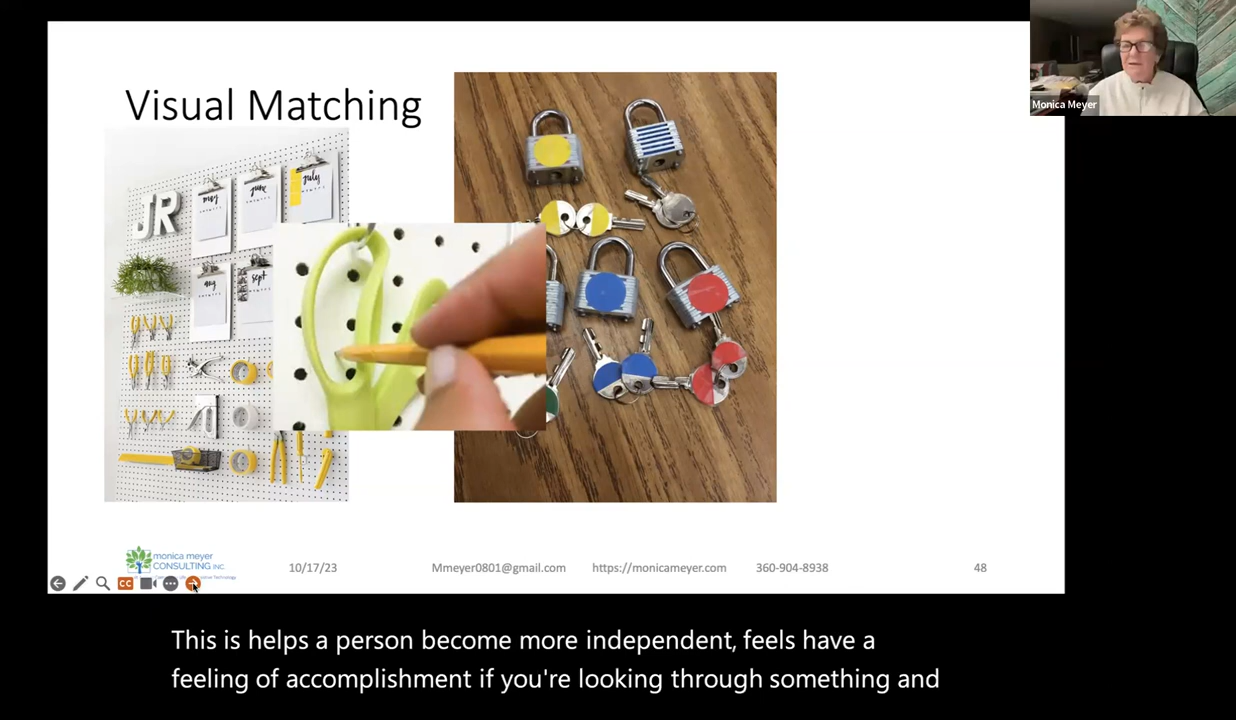 Visual Matching
Monica Meyer
JR
may
june
july
aug
sept
monica meyer
CONSULTING INC.
10/17/23
Mmeyer0801@gmail.com
https://monicameyer.com
360-904-8938
48
CC
This is helps a person become more independent, feels have a
feeling of accomplishment if you're looking through something and